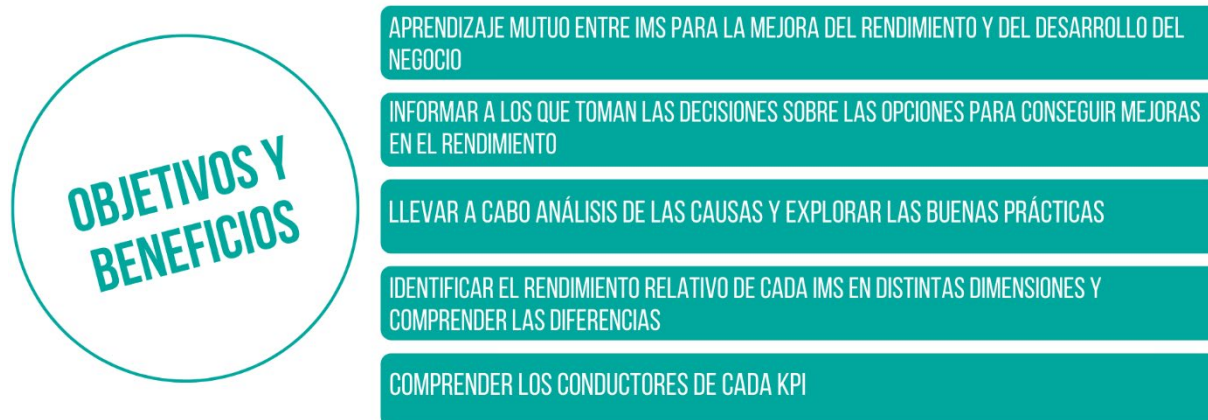 OBJETIVOS Y
BENEFICIOS
APRENDIZAJE MUTUO ENTRE IMS PARA LA MEJORA DEL RENDIMIENTO Y DEL DESARROLLO DEL
NEGOCIO
INFORMAR A LOS QUE TOMAN LAS DECISIONES SOBRE LAS OPCIONES PARA CONSEGUIR MEJORAS
EN EL RENDIMIENTO
LLEVAR A CABO ANÁLISIS DE LAS CAUSAS Y EXPLORAR LAS BUENAS PRÁCTICAS
IDENTIFICAR EL RENDIMIENTO RELATIVO DE CADA IMS EN DISTINTAS DIMENSIONES Y
COMPRENDER LAS DIFERENCIAS
COMPRENDER LOS CONDUCTORES DE CADA KPI